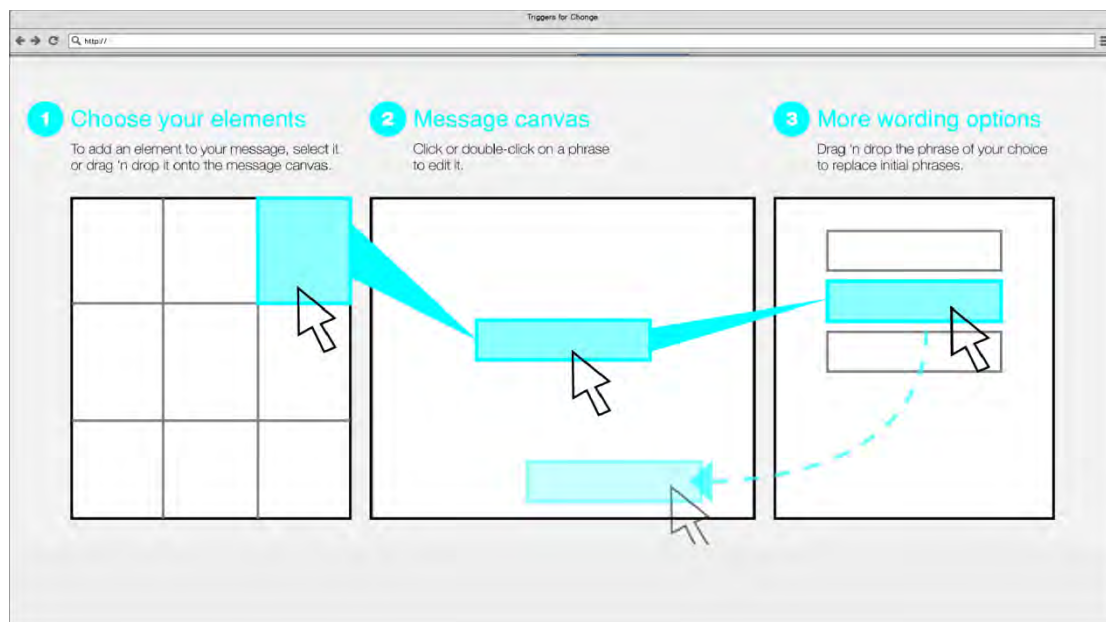 Triggers for Change
http://
1 Choose your elements
To add an element to your message, select it
or drag 'n drop it onto the message canvas.
2 Message canvas
Click or double-click on a phrase
to edit it.
3 More wording options
Drag 'n drop the phrase of your choice
to replace initial phrases.